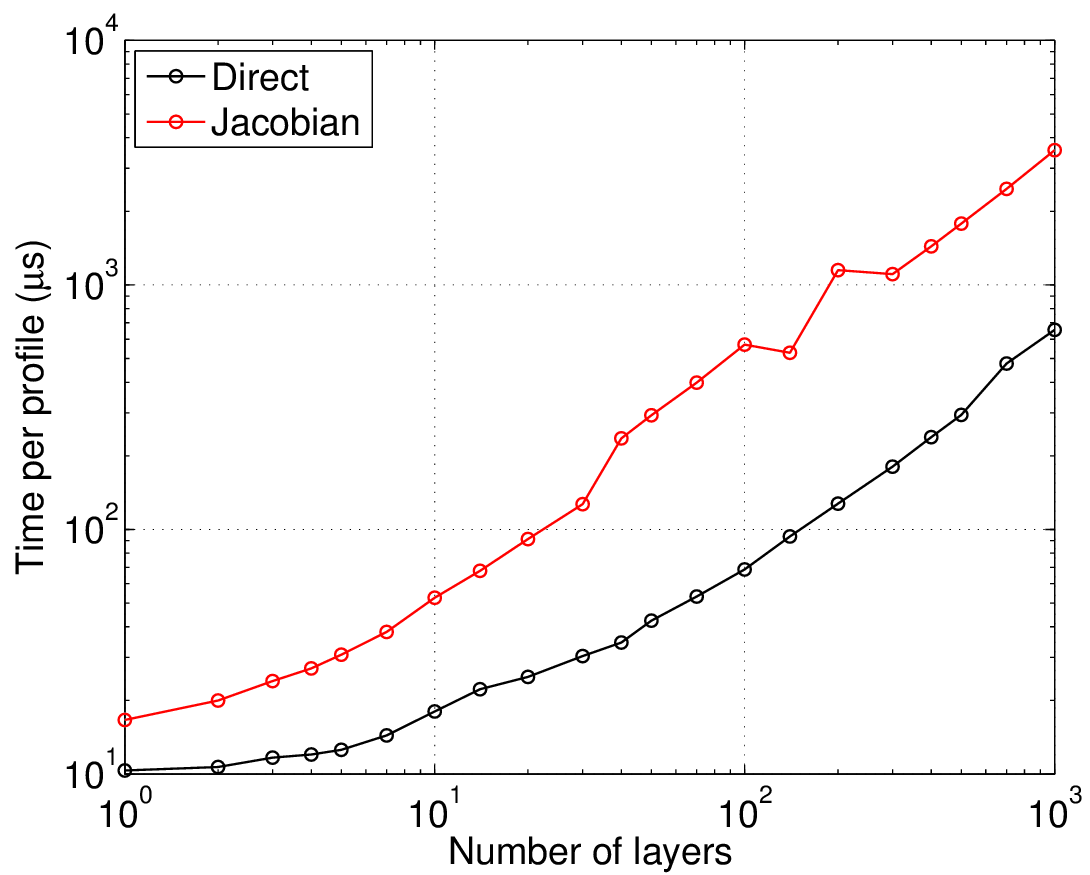 10^4
Direct
Jacobian
10^3
10^2
10^1
Time per profile (μs)
10^0 10^1 10^2 10^3
Number of layers